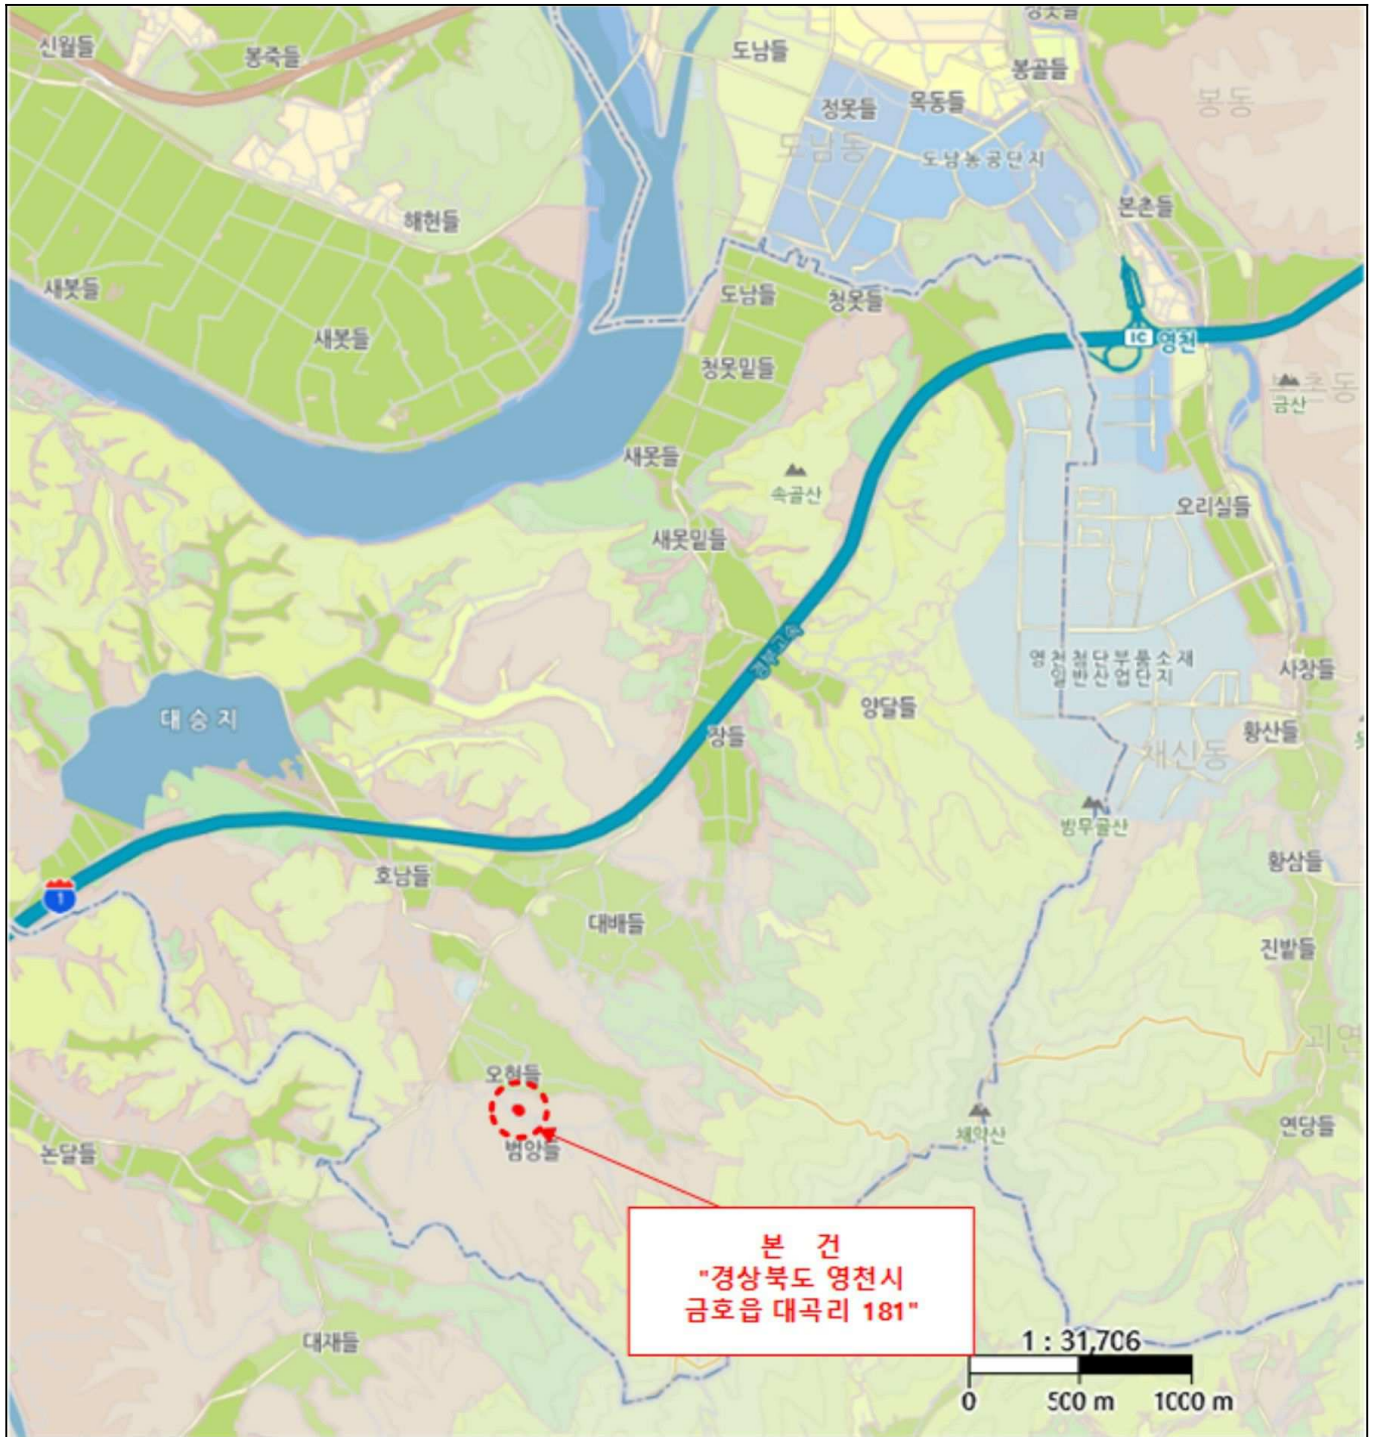 신월들
봉죽들
도남들
봉골들
정못들
목동들
봉동
도남동
도남농공단지
해현들
본촌들
새봇들
도남들
청못들
새봇들
IC 영천
청못밑들
금산
새못들
속골산
오리실들
새못밑들
경부고속
영천첨단부품소재
일반산업단지
사창들
대승지
양달들
장들
황산들
채신동
방무골산
호남들
황삼들
1
대배들
진밭들
괴연
오현들
채약산
연당들
논달들
범앙들
본 건
"경상북도 영천시
금호읍 대곡리 181"
대재들
1 : 31,706
0 500 m 1000 m